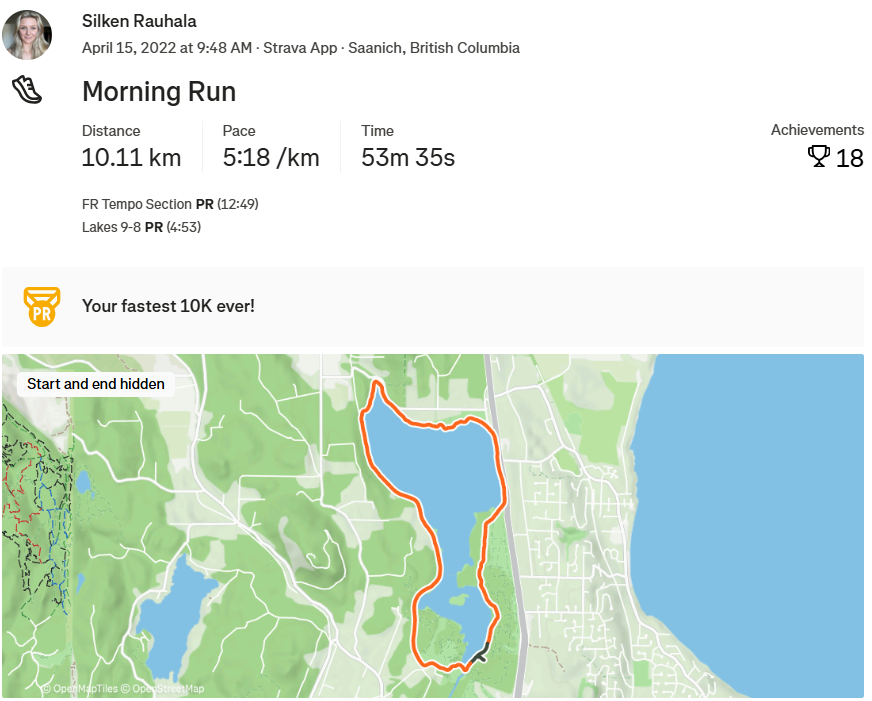 Silken Rauhala
April 15, 2022 at 9:48 AM · Strava App · Saanich, British Columbia
Morning Run
Distance
10.11 km
Pace
5:18 /km
Time
53m 35s
Achievements
18
FR Tempo Section PR (12:49)
Lakes 9-8 PR (4:53)
PR
Your fastest 10K ever!
Start and end hidden
© OpenMapTiles © OpenStreetMap